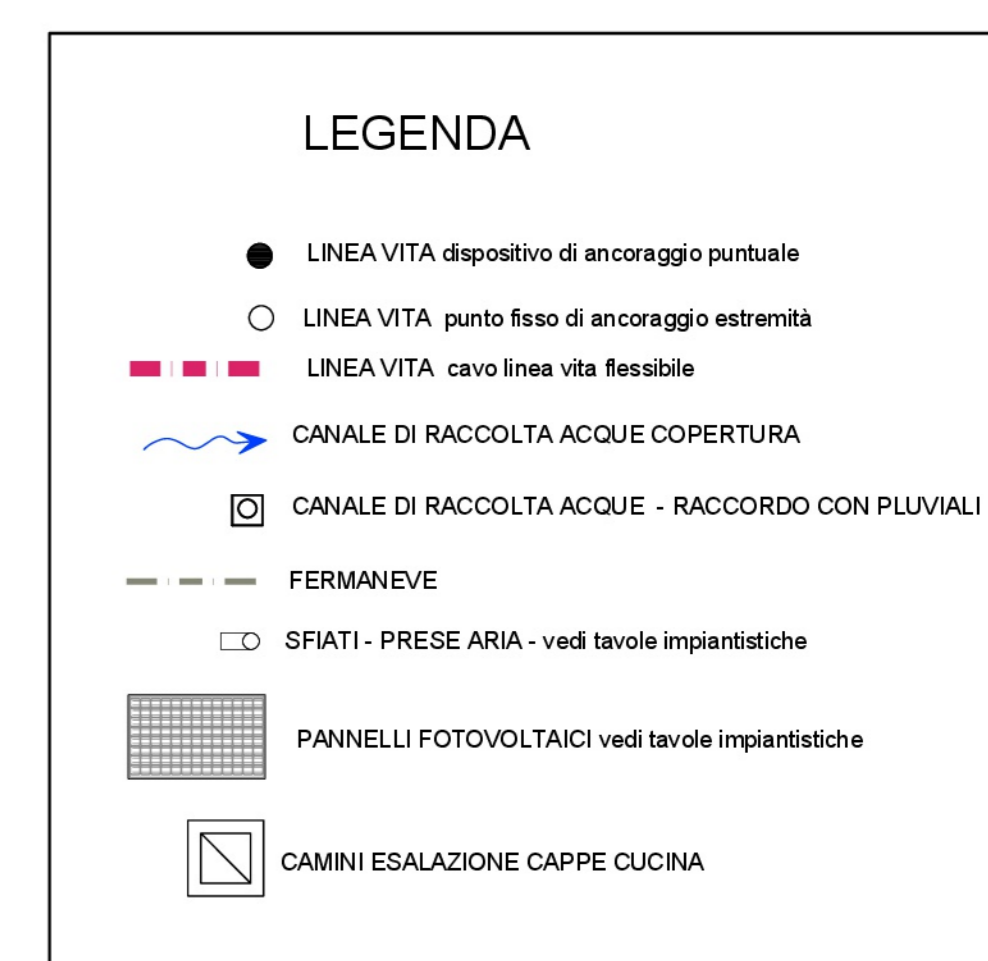 LEGENDA
LINEA VITA dispositivo di ancoraggio puntuale
LINEA VITA punto fisso di ancoraggio estremità
LINEA VITA cavo linea vita flessibile
CANALE DI RACCOLTA ACQUE COPERTURA
CANALE DI RACCOLTA ACQUE - RACCORDO CON PLUVIALI
FERMANEVE
SFIATI - PRESE ARIA - vedi tavole impiantistiche
PANNELLI FOTOVOLTAICI vedi tavole impiantistiche
CAMINI ESALAZIONE CAPPE CUCINA